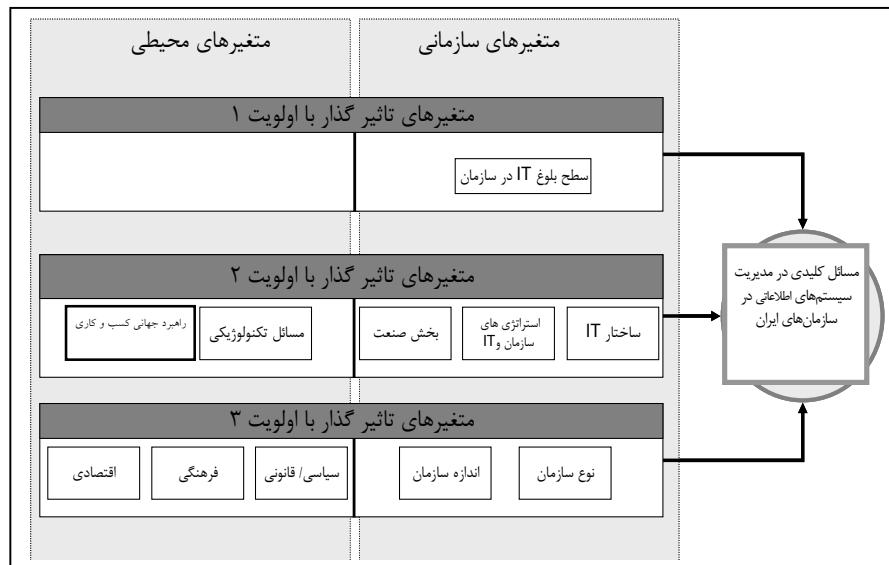 متغیرهای سازمانی
متغیرهای محیطی
متغیرهای تاثیر گذار با اولویت ۱
سطح بلوغ IT در سازمان
متغیرهای تاثیر گذار با اولویت ۲
ساختار IT
استراتژی های
سازمان وIT
بخش صنعت
مسائل تکنولوژیکی
راهبرد جهانی کسب و کاری
متغیرهای تاثیر گذار با اولویت ۳
نوع سازمان
اندازه سازمان
سیاسی/ قانونی
فرهنگی
اقتصادی
مسائل کلیدی در مدیریت
سیستم‌های اطلاعاتی در
سازمان‌های ایران